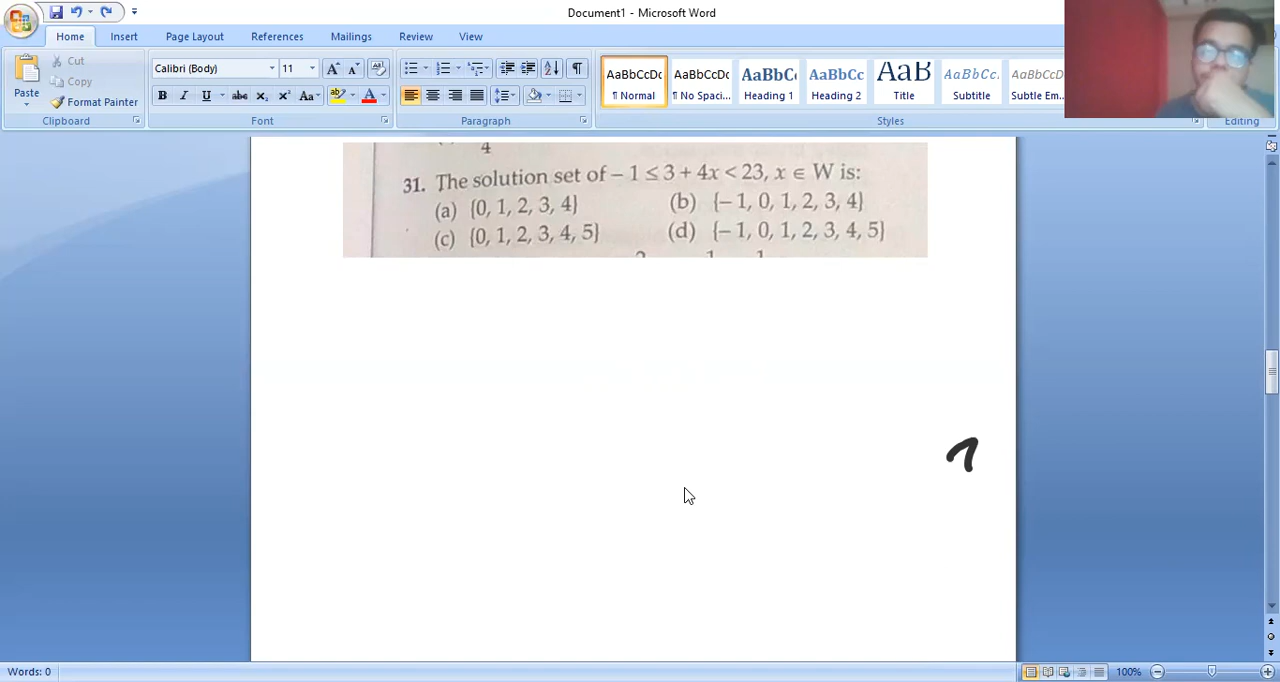 Document1 - Microsoft Word
Home Insert Page Layout References Mailings Review View
Paste
Cut
Copy
Format Painter
Clipboard
Calibri (Body) 11
Font
Paragraph
AaBbCcDc AaBbCcDc AaBbC AaBbCc AaB AaBbCc. AaBbCcD
¶ Normal ¶ No Spaci... Heading 1 Heading 2 Title Subtitle Subtle Em...
Styles
Editing
4
31. The solution set of – 1 ≤ 3 + 4x < 23, x ∈ W is:
(a) {0, 1, 2, 3, 4} (b) {– 1, 0, 1, 2, 3, 4}
(c) {0, 1, 2, 3, 4, 5} (d) {– 1, 0, 1, 2, 3, 4, 5}
Words: 0
100%